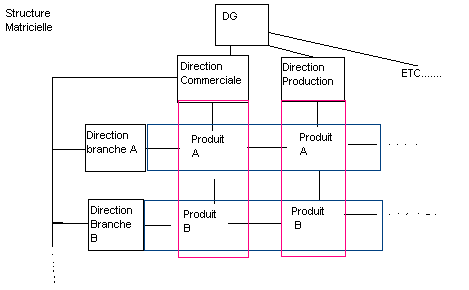 Structure
Matricielle
DG
Direction
Commerciale
Direction
Production
ETC.......
Direction
branche A
Produit
A
Produit
A
Direction
Branche
B
Produit
B
Produit
B